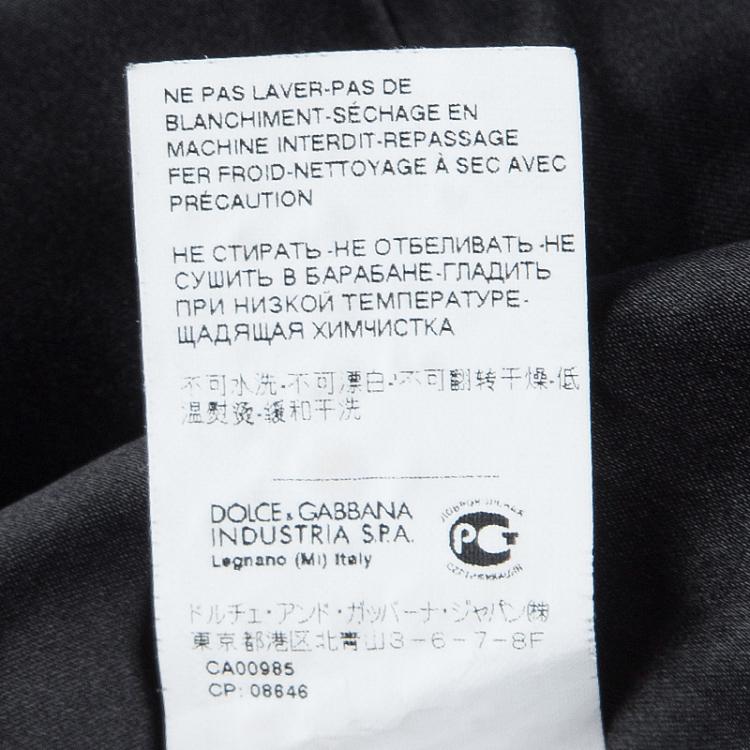 NE PAS LAVER-PAS DE
BLANCHIMENT-SÉCHAGE EN
MACHINE INTERDIT-REPASSAGE
FER FROID-NETTOYAGE À SEC AVEC
PRÉCAUTION
НЕ СТИРАТЬ-НЕ ОТБЕЛИВАТЬ-НЕ
СУШИТЬ В БАРАБАНЕ-ГЛАДИТЬ
ПРИ НИЗКОЙ ТЕМПЕРАТУРЕ-
ЩАДЯЩАЯ ХИМЧИСТКА
不可水洗-不可漂白-不可翻转干燥-低
温熨烫-缓和干洗
DOLCE & GABBANA
INDUSTRIA S.P.A.
Legnano (MI) Italy
РСТ
ドルチェ・アンド・ガッバーナ・ジャパン㈱
東京都港区北青山3-6-7-8F
CA00985
CP: 08646